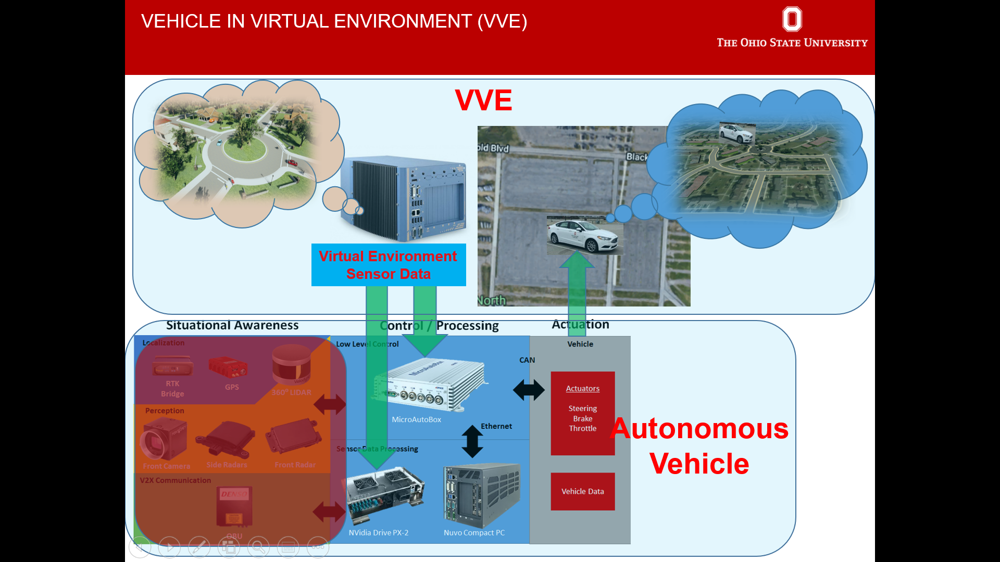 VEHICLE IN VIRTUAL ENVIRONMENT (VVE)
THE OHIO STATE UNIVERSITY
VVE
old Blvd
Black
North
Virtual Environment
Sensor Data
Situational Awareness
Control / Processing
Actuation
Localization
RTK
Bridge
GPS
360° LIDAR
Perception
Front Camera
Side Radars
Front Radar
V2X Communication
DENSO
OBU
Low Level Control
MicroAutoBox
MicroAutoBox
CAN
Ethernet
Sensor Data Processing
NVidia Drive PX-2
Nuvo Compact PC
Vehicle
Actuators
Steering
Brake
Throttle
Vehicle Data
Autonomous
Vehicle